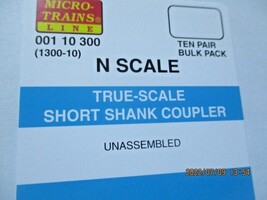 MICRO-
TRAINS®
LINE
001 10 300
(1300-10)
TEN PAIR
BULK PACK
N SCALE
TRUE-SCALE
SHORT SHANK COUPLER
UNASSEMBLED